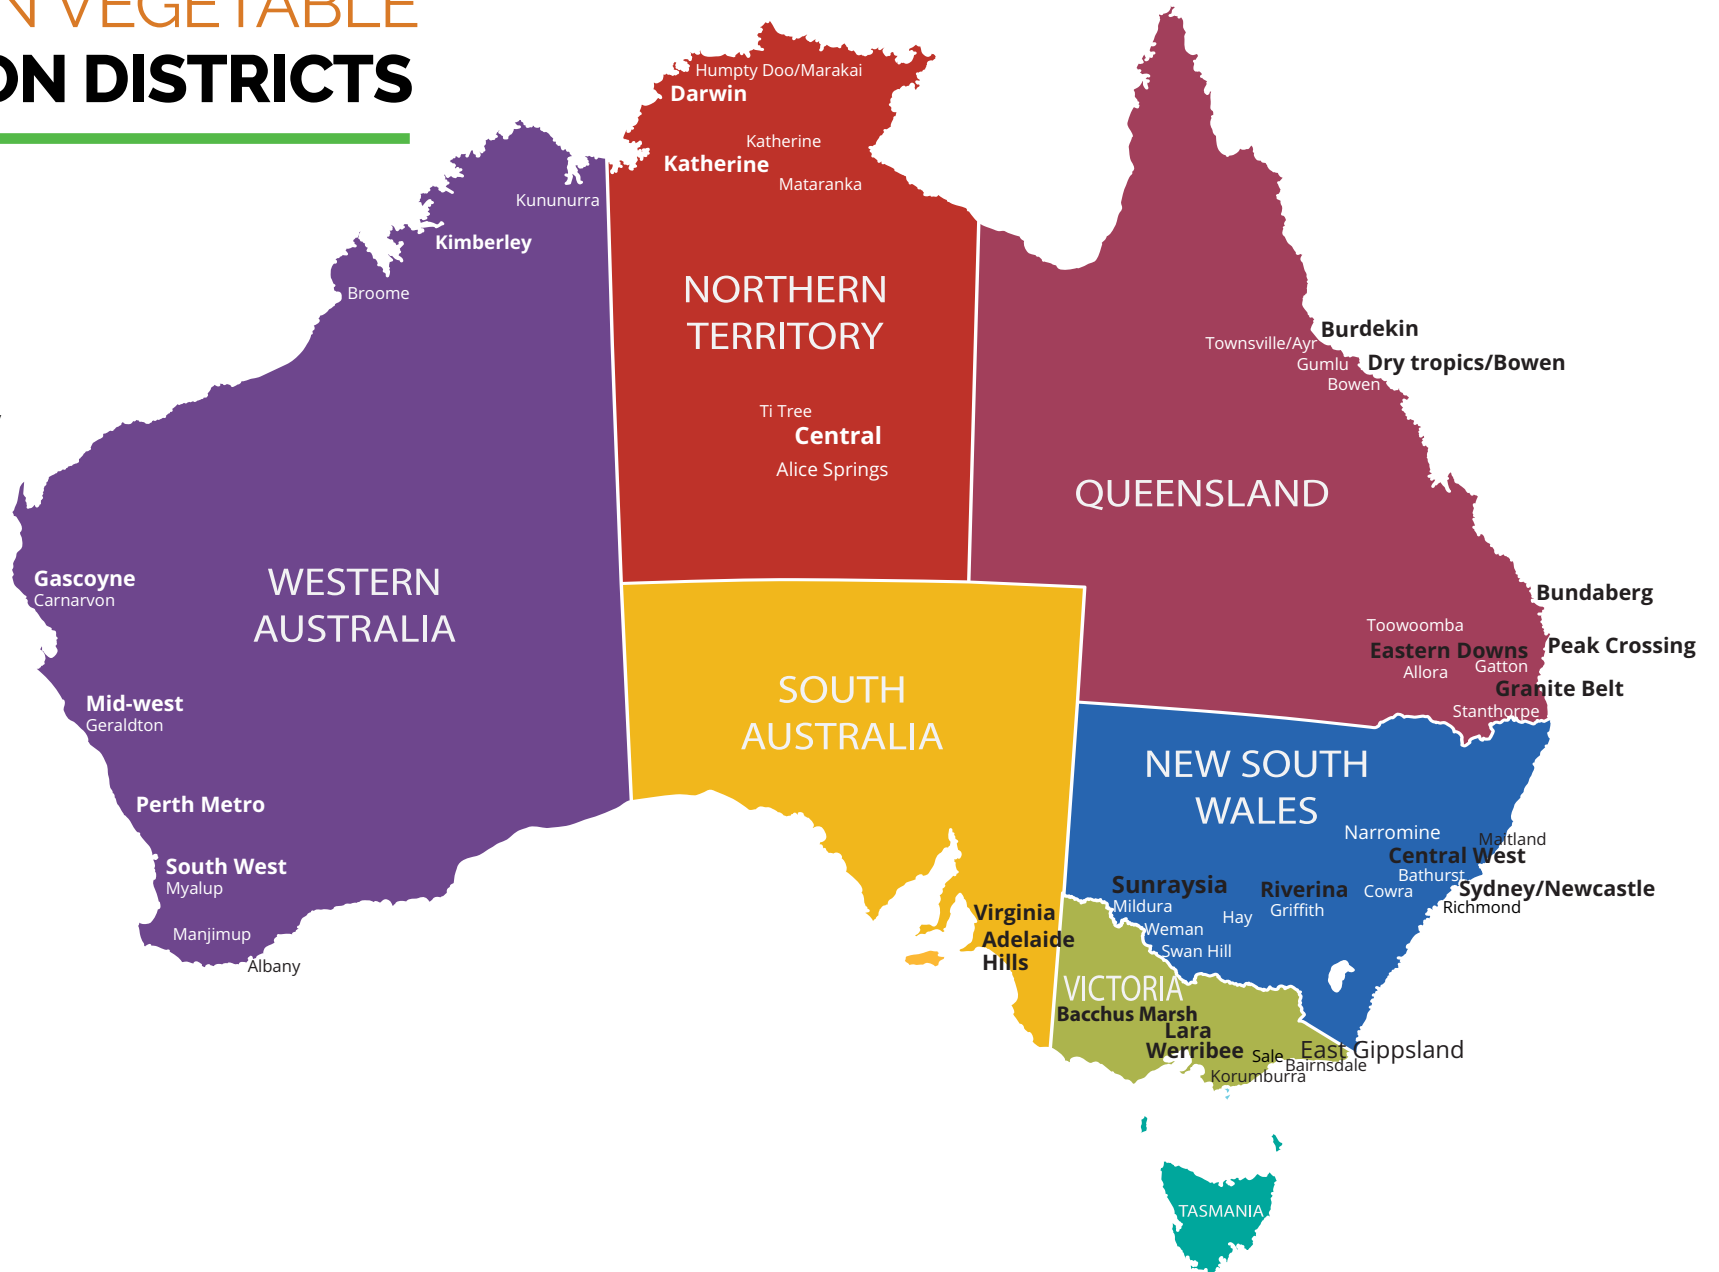 N VEGETABLE
ON DISTRICTS
Humpty Doo/Marakai
Darwin
Katherine
Katherine
Mataranka
Kununurra
Kimberley
Broome
NORTHERN
TERRITORY
Ti Tree
Central
Alice Springs
Burdekin
Townsville/Ayr
Dry tropics/Bowen
Gumlu
Bowen
QUEENSLAND
Gascoyne
Carnarvon
WESTERN
AUSTRALIA
Mid-west
Geraldton
Perth Metro
South West
Myalup
Manjimup
Albany
Bundaberg
Toowoomba
Peak Crossing
Eastern Downs
Gatton
Allora
Granite Belt
Stanthorpe
SOUTH
AUSTRALIA
Virginia
Adelaide
Hills
NEW SOUTH
WALES
Narromine
Maitland
Central West
Bathurst
Sunraysia
Riverina
Cowra
Sydney/Newcastle
Mildura
Hay
Griffith
Richmond
Weman
Swan Hill
VICTORIA
Bacchus Marsh
Lara
Werribee
Sale
East Gippsland
Bairnsdale
Korumburra
TASMANIA